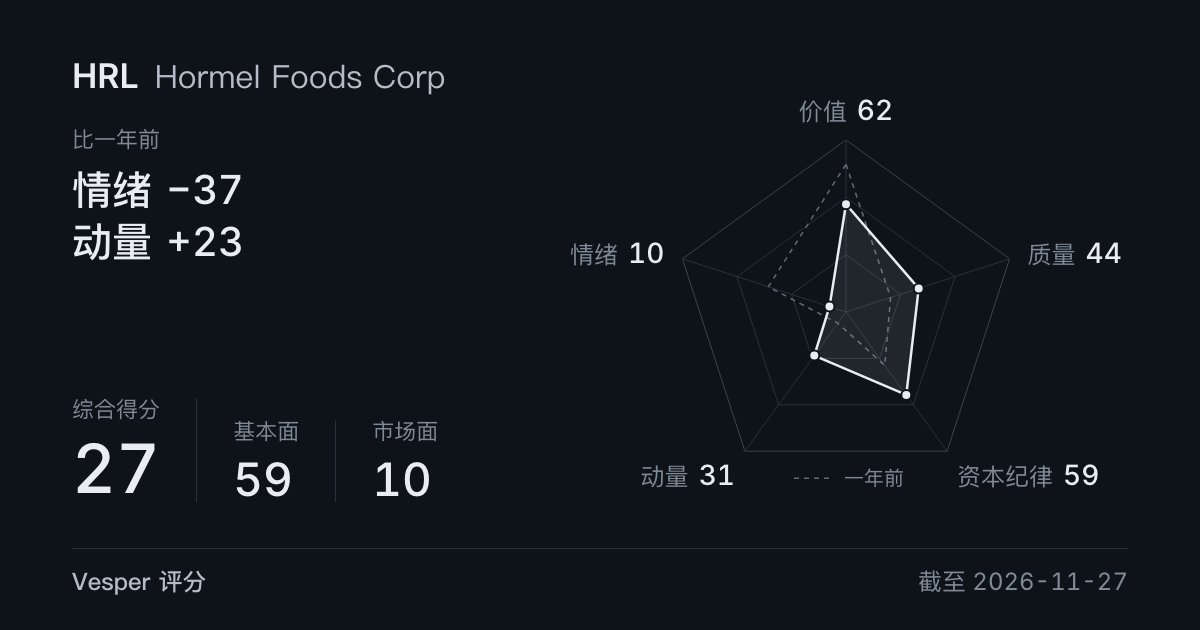 HRL Hormel Foods Corp
比一年前
情绪 −37
动量 +23
价值 62
情绪 10
质量 44
动量 31
---- 一年前
资本纪律 59
综合得分
27
基本面
59
市场面
10
Vesper 评分
截至 2026-11-27